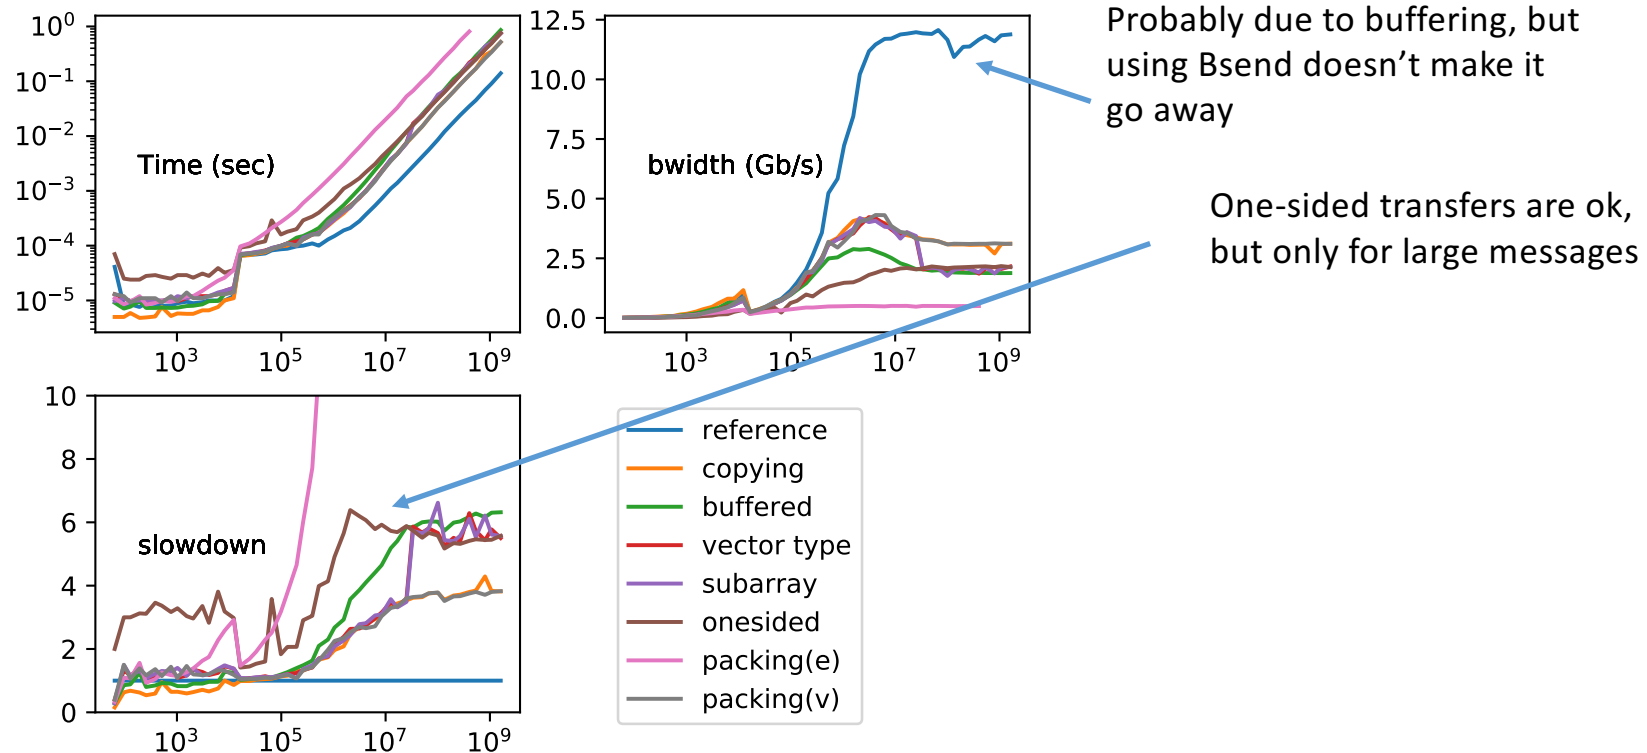 10^0
10^-1
10^-2
10^-3
10^-4
10^-5
Time (sec)
10^3
10^5
10^7
10^9
12.5
10.0
7.5
5.0
2.5
0.0
bwidth (Gb/s)
10^3
10^5
10^7
10^9
Probably due to buffering, but
using Bsend doesn’t make it
go away
One-sided transfers are ok,
but only for large messages
10
8
6
4
2
0
slowdown
10^3
10^5
10^7
10^9
reference
copying
buffered
vector type
subarray
onesided
packing(e)
packing(v)